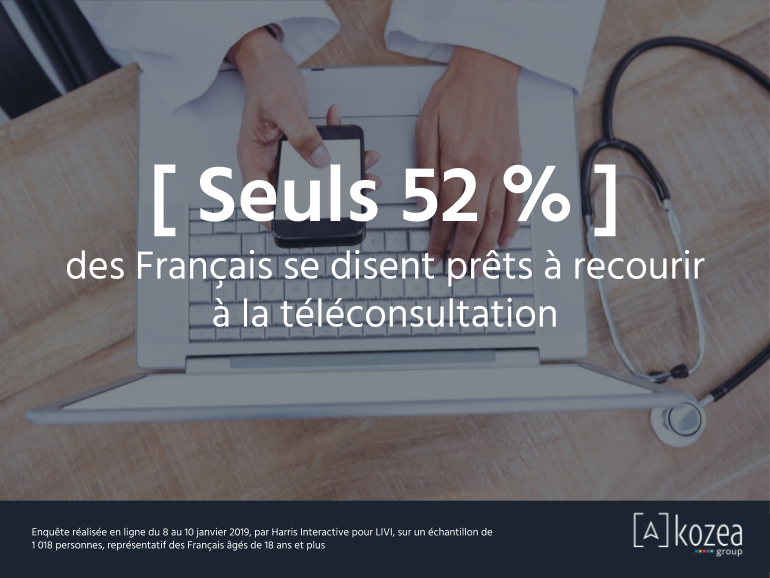 [ Seuls 52 % ]
des Français se disent prêts à recourir
à la téléconsultation
Enquête réalisée en ligne du 8 au 10 janvier 2019, par Harris Interactive pour LIVI, sur un échantillon de
1 018 personnes, représentatif des Français âgés de 18 ans et plus
[A] kozea
group